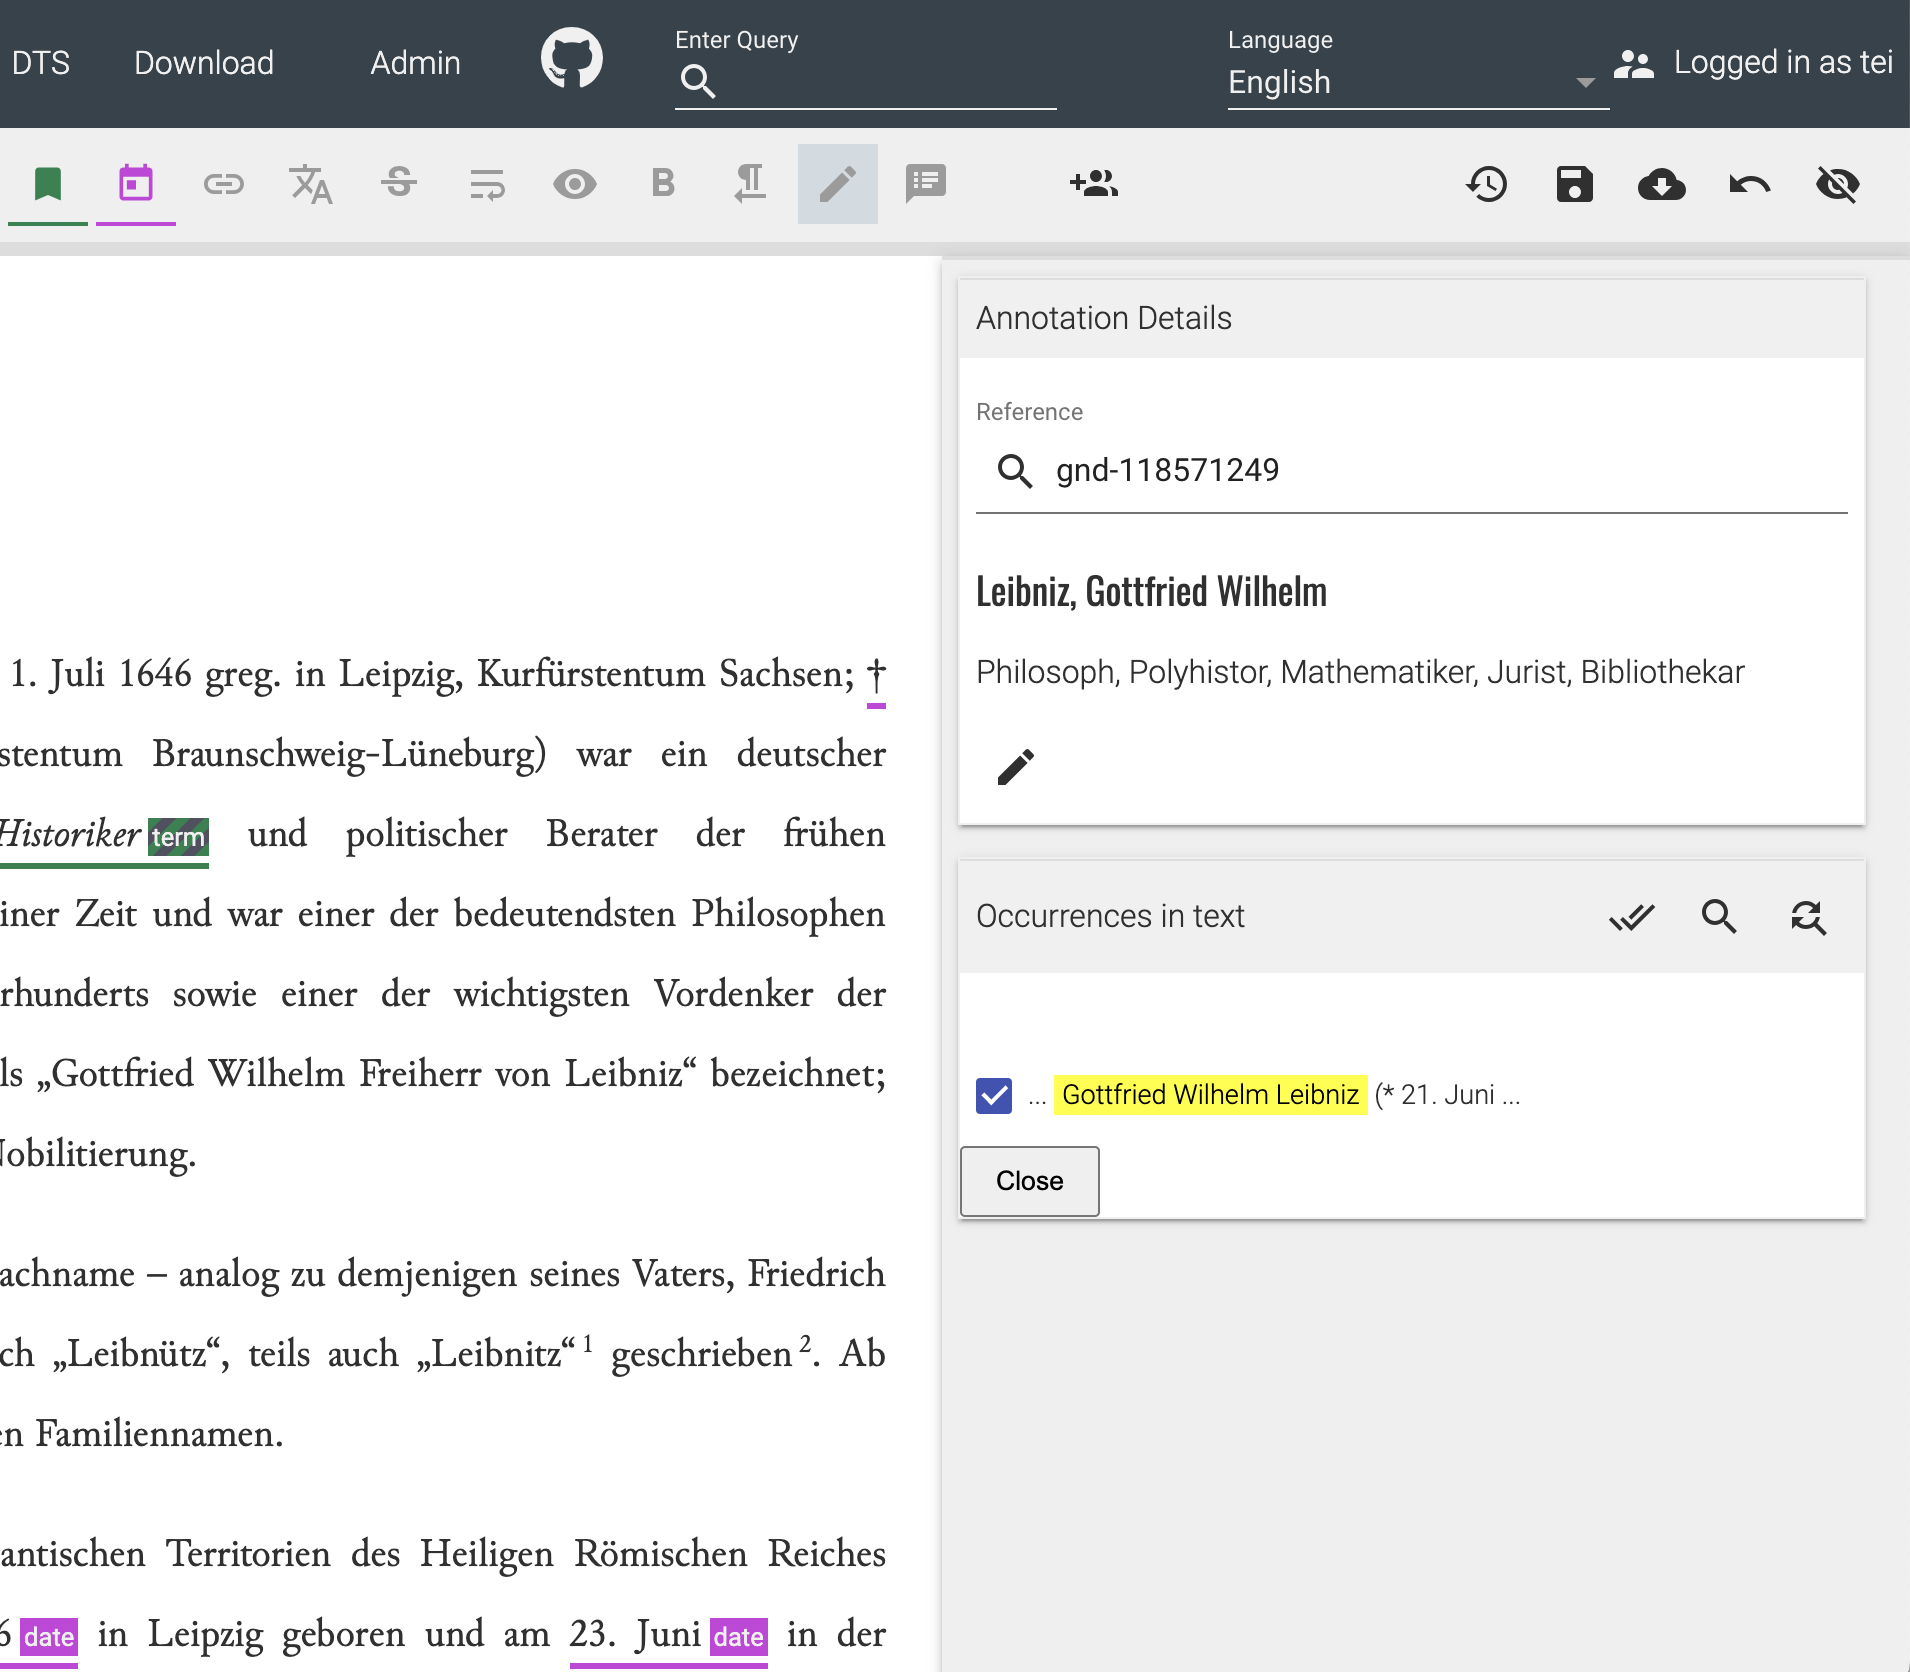 DTS Download Admin
Enter Query
Language
English
Logged in as tei
Annotation Details
Reference
gnd-118571249
Leibniz, Gottfried Wilhelm
Philosoph, Polyhistor, Mathematiker, Jurist, Bibliothekar
Occurrences in text
... Gottfried Wilhelm Leibniz (* 21. Juni ...
Close
1. Juli 1646 greg. in Leipzig, Kurfürstentum Sachsen; †
stentum Braunschweig-Lüneburg) war ein deutscher
Historiker term und politischer Berater der frühen
iner Zeit und war einer der bedeutendsten Philosophen
rhunderts sowie einer der wichtigsten Vordenker der
ls „Gottfried Wilhelm Freiherr von Leibniz“ bezeichnet;
obilitierung.
achname – analog zu demjenigen seines Vaters, Friedrich
ch „Leibnütz“, teils auch „Leibnitz“ 1 geschrieben 2. Ab
en Familiennamen.
antischen Territorien des Heiligen Römischen Reiches
6 date in Leipzig geboren und am 23. Juni date in der